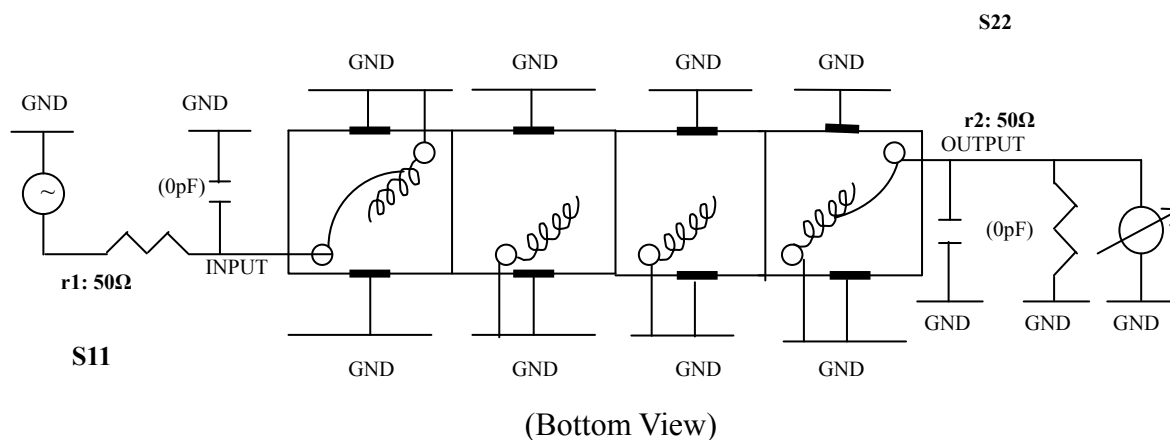 S22
GND
GND
GND
GND
GND
GND
r2: 50Ω
OUTPUT
(0pF)
(0pF)
~
INPUT
r1: 50Ω
GND
GND
GND
S11
GND
GND
GND
GND
(Bottom View)